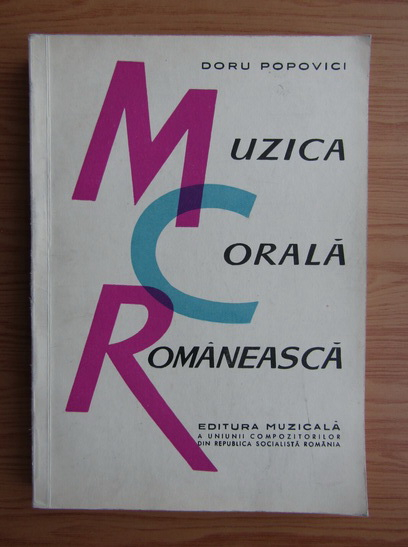 DORU POPOVICI
MUZICA
CORALĂ
ROMÂNEASCĂ
EDITURA MUZICALĂ
A UNIUNII COMPOZITORILOR
DIN REPUBLICA SOCIALISTĂ ROMÂNIA